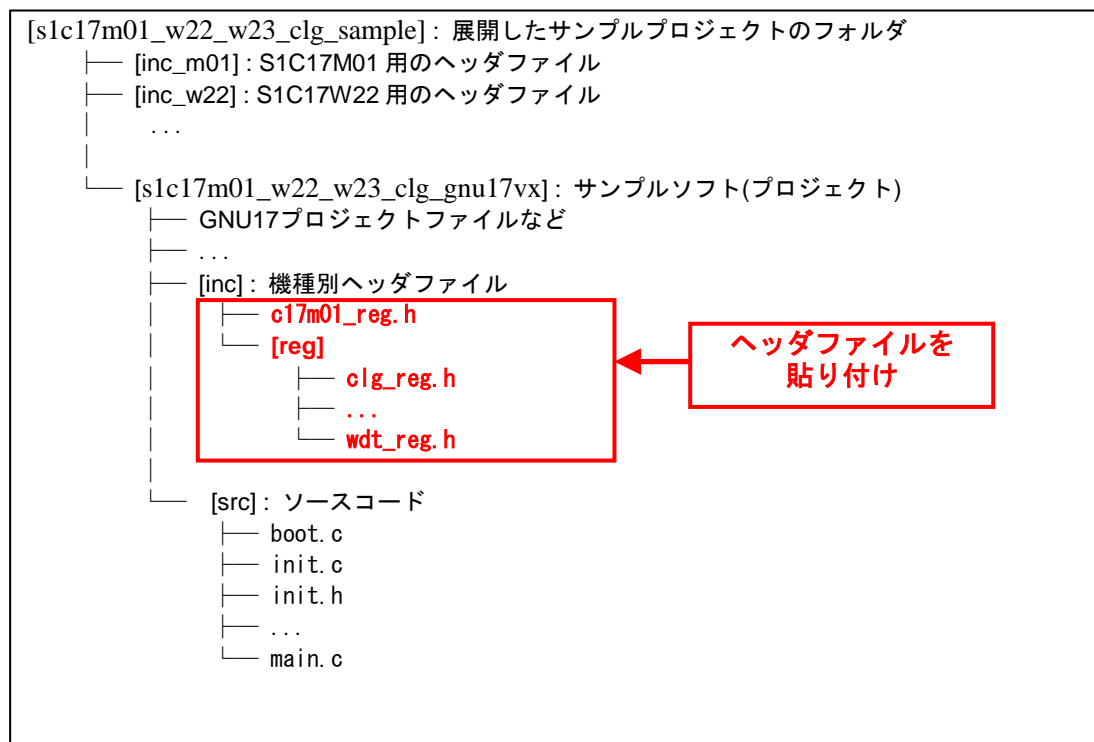 [s1c17m01_w22_w23_clg_sample] : 展開したサンプルプロジェクトのフォルダ
├── [inc_m01] : S1C17M01 用のヘッダファイル
├── [inc_w22] : S1C17W22 用のヘッダファイル
│ ...
│
└── [s1c17m01_w22_w23_clg_gnu17vx] : サンプルソフト(プロジェクト)
├── GNU17プロジェクトファイルなど
├── ...
├── [inc] : 機種別ヘッダファイル
│ ├── c17m01_reg.h
│ └── [reg]
│ ├── clg_reg.h
│ ├── ...
│ └── wdt_reg.h
│
└── [src] : ソースコード
├── boot.c
├── init.c
├── init.h
├── ...
└── main.c
ヘッダファイルを
貼り付け